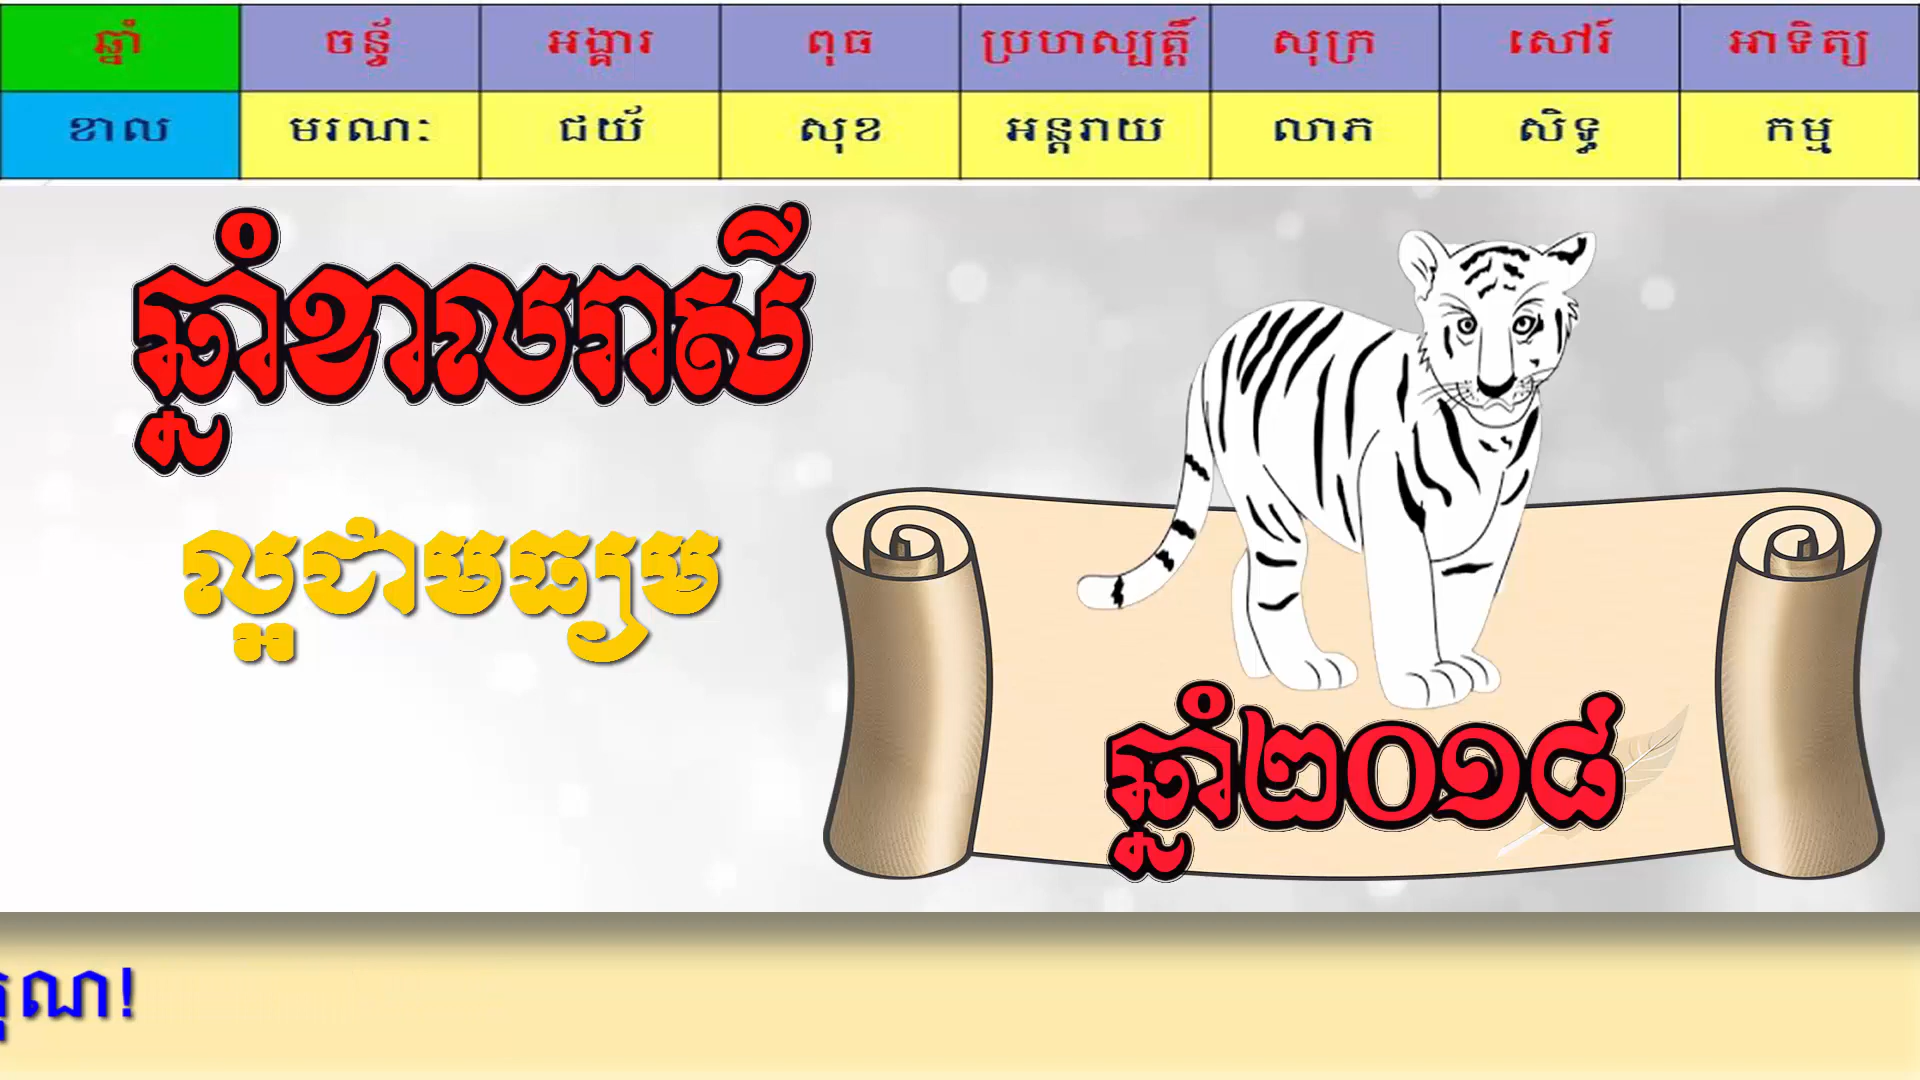 ឆ្នាំ ចន្ទ័ អង្គារ ពុធ ប្រហស្បត្តិ៍ សុក្រ សៅរ៍ អាទិត្យ
ខាល មរណៈ ជយ័ សុខ អន្តរាយ លាភ សិទ្ធ កម្ម
ឆ្នាំខាលរាសី
ល្អជាមធ្យម
ឆ្នាំ២០១៨